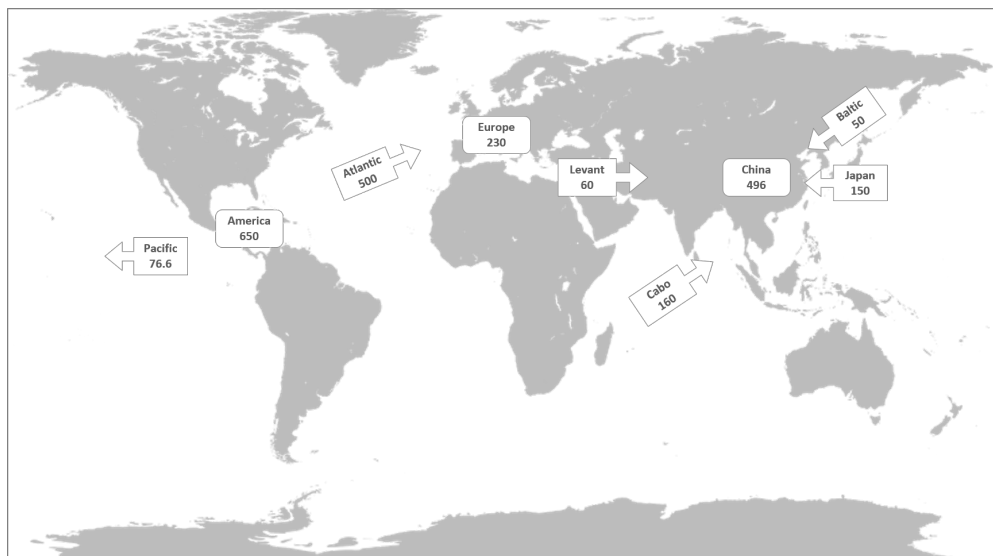 Baltic
50
Europe
230
Atlantic
500
Levant
60
China
496
Japan
150
America
650
Pacific
76.6
Cabo
160